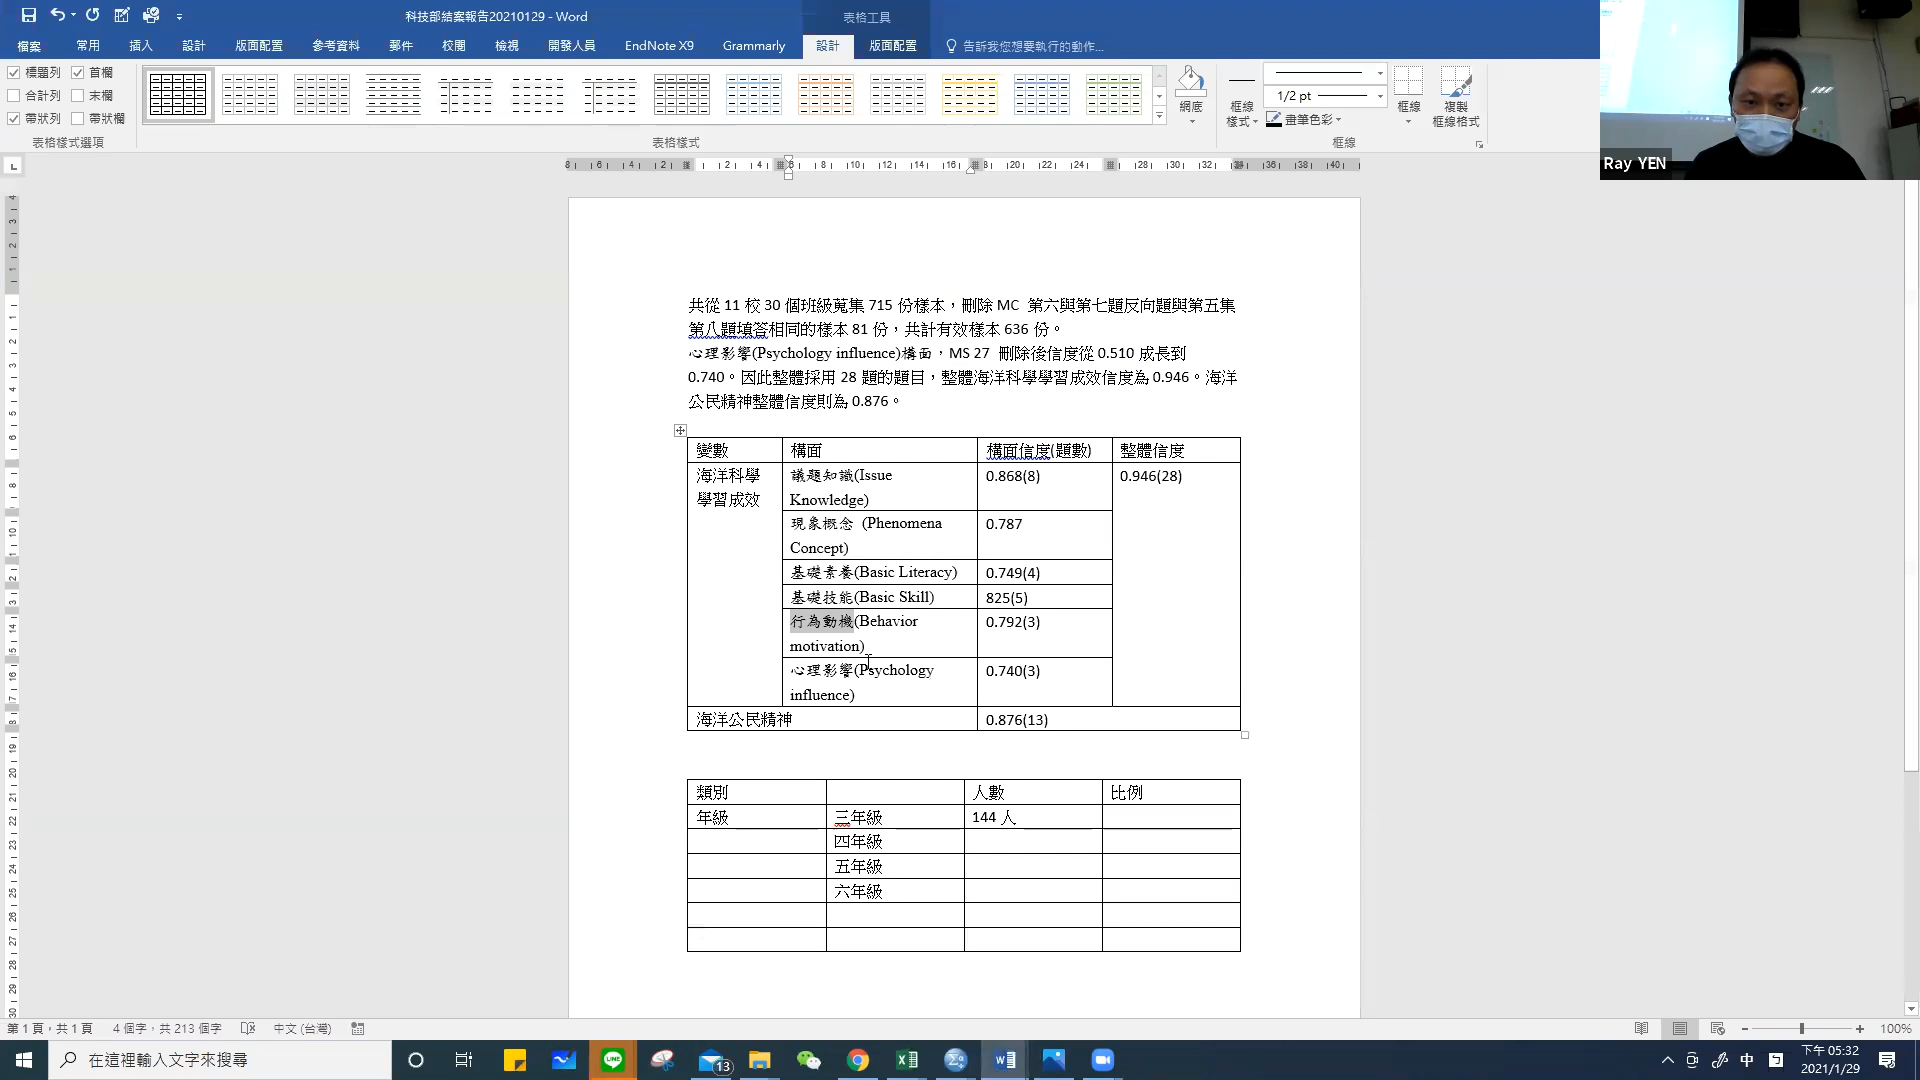 科技部結案報告20210129 - Word
表格工具
檔案 常用 插入 設計 版面配置 參考資料 郵件 校閱 檢視 開發人員 EndNote X9 Grammarly 設計 版面配置 告訴我您想要執行的動作...
標題列 首欄
合計列 末欄
帶狀列 帶狀欄
表格樣式選項
表格樣式
網底
框線
樣式
1/2 pt
畫筆色彩
框線
複製
框線格式
框線
Ray YEN
共從 11 校 30 個班級蒐集 715 份樣本，刪除 MC 第六與第七題反向題與第五集
第八題填答相同的樣本 81 份，共計有效樣本 636 份。
心理影響(Psychology influence)構面，MS 27 刪除後信度從 0.510 成長到
0.740。因此整體採用 28 題的題目，整體海洋科學學習成效信度為 0.946。海洋
公民精神整體信度則為 0.876。
變數 構面 構面信度(題數) 整體信度
海洋科學 議題知識(Issue 0.868(8) 0.946(28)
學習成效 Knowledge)
現象概念 (Phenomena 0.787
Concept)
基礎素養(Basic Literacy) 0.749(4)
基礎技能(Basic Skill) 825(5)
行為動機(Behavior 0.792(3)
motivation)
心理影響(Psychology 0.740(3)
influence)
海洋公民精神 0.876(13)
類別 人數 比例
年級 三年級 144 人
四年級
五年級
六年級
第 1 頁，共 1 頁 4 個字，共 213 個字 中文 (台灣) 100%
在這裡輸入文字來搜尋
LINE
13
中
下午 05:32
2021/1/29